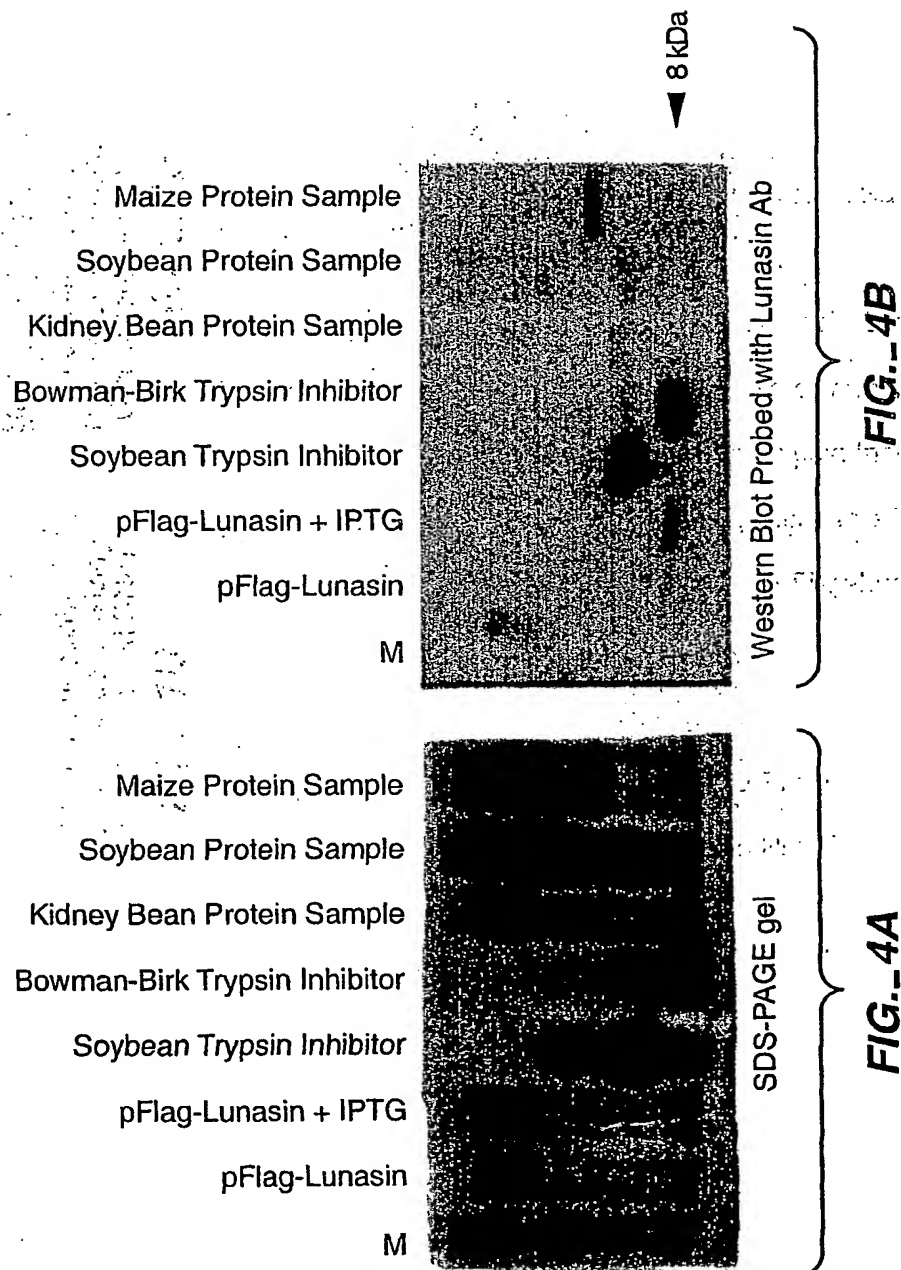 Maize Protein Sample
Soybean Protein Sample
Kidney Bean Protein Sample
Bowman-Birk Trypsin Inhibitor
Soybean Trypsin Inhibitor
pFlag-Lunasin + IPTG
pFlag-Lunasin
M
8 kDa
Western Blot Probed with Lunasin Ab
FIG._4B
Maize Protein Sample
Soybean Protein Sample
Kidney Bean Protein Sample
Bowman-Birk Trypsin Inhibitor
Soybean Trypsin Inhibitor
pFlag-Lunasin + IPTG
pFlag-Lunasin
M
SDS-PAGE gel
FIG._4A